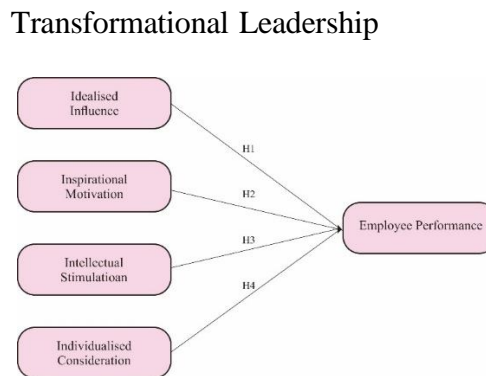 Transformational Leadership
Idealised
Influence
H1
Inspirational
Motivation
H2
Employee Performance
H3
Intellectual
Stimulatioan
H4
Individualised
Consideration